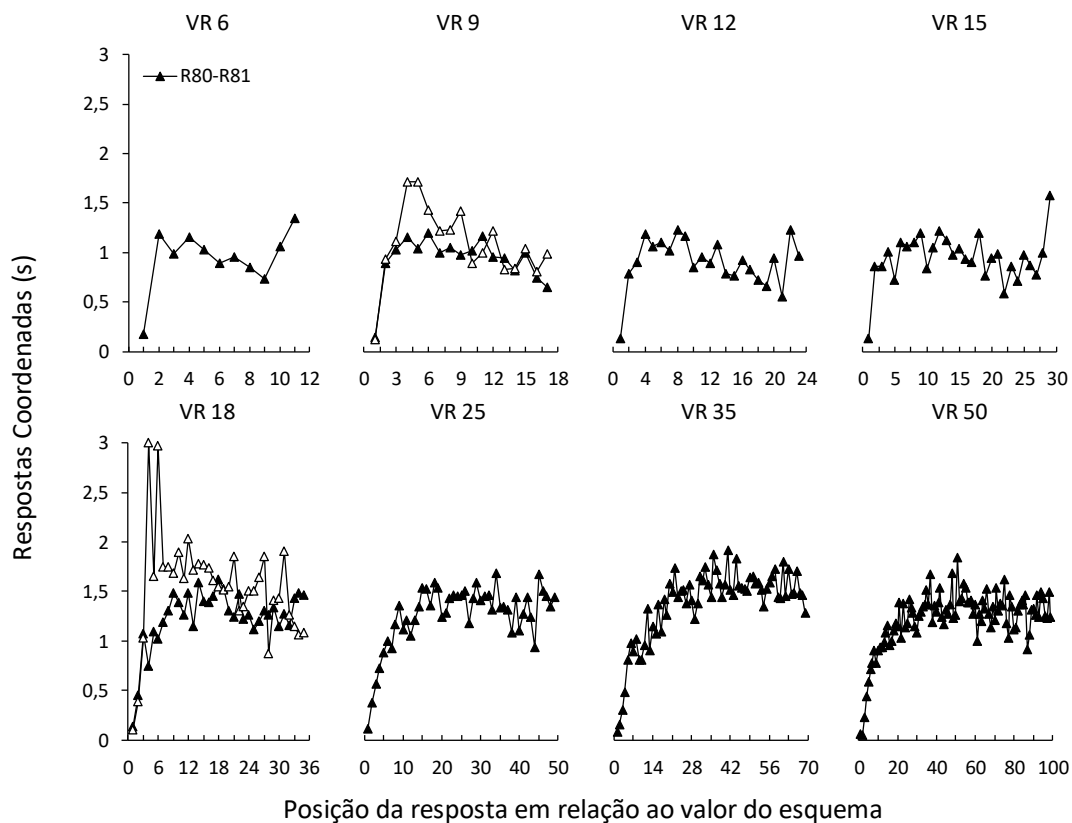 VR 6 VR 9 VR 12 VR 15
3
2,5
2
1,5
1
0,5
0
R80-R81
0 2 4 6 8 10 12
0 3 6 9 12 15 18
0 4 8 12 16 20 24
0 5 10 15 20 25 30
VR 18 VR 25 VR 35 VR 50
3
2,5
2
1,5
1
0,5
0
0 6 12 18 24 30 36
0 10 20 30 40 50
0 14 28 42 56 70
0 20 40 60 80 100
Respostas Coordenadas (s)
Posição da resposta em relação ao valor do esquema